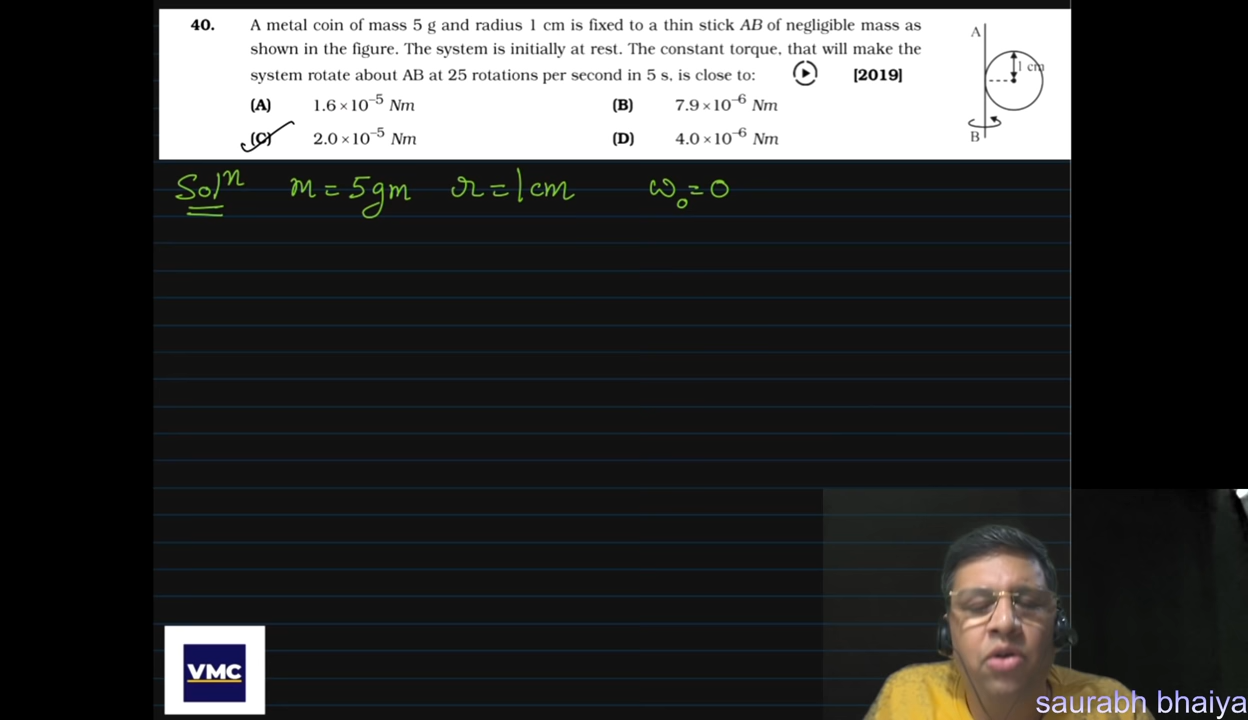 40. A metal coin of mass 5 g and radius 1 cm is fixed to a thin stick AB of negligible mass as
shown in the figure. The system is initially at rest. The constant torque, that will make the
system rotate about AB at 25 rotations per second in 5 s, is close to: [2019]
(A) 1.6 × 10⁻⁵ Nm (B) 7.9 × 10⁻⁶ Nm
(C) 2.0 × 10⁻⁵ Nm (D) 4.0 × 10⁻⁶ Nm
A
1 cm
B
Solⁿ m = 5gm r = 1cm ω₀ = 0
VMC
saurabh bhaiya